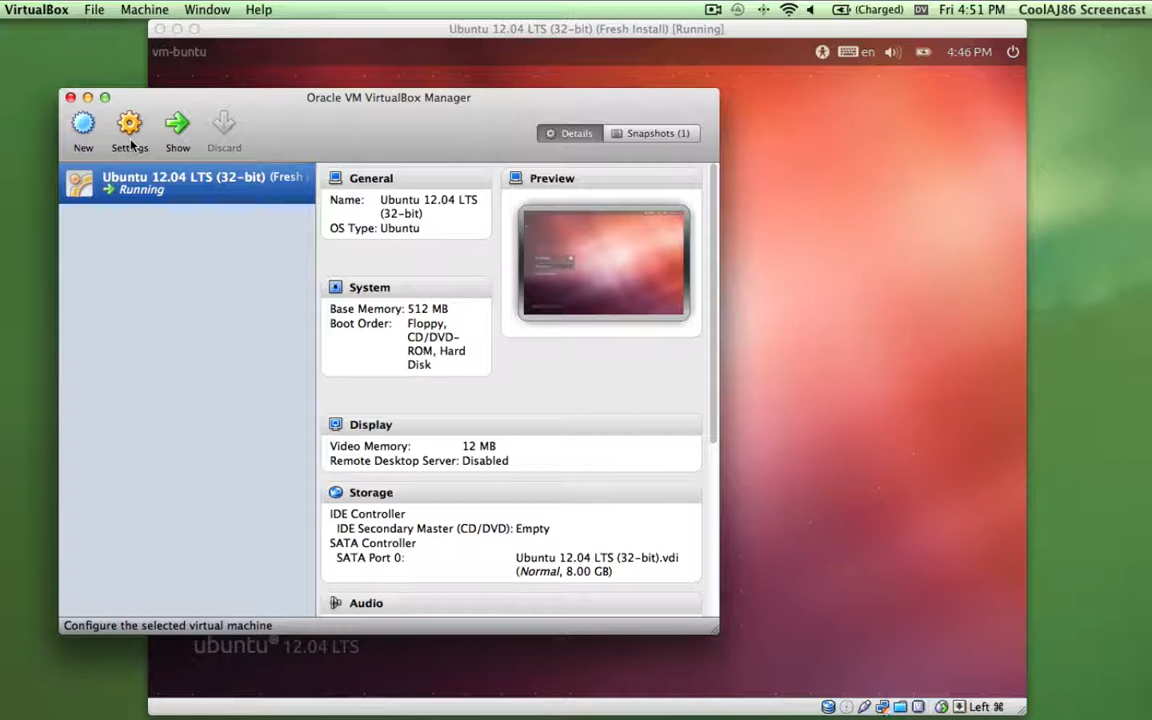 VirtualBox File Machine Window Help (Charged) Fri 4:51 PM CoolAJ86 Screencast
Ubuntu 12.04 LTS (32-bit) (Fresh Install) [Running]
vm-buntu en 4:46 PM
Oracle VM VirtualBox Manager
New Settings Show Discard Details Snapshots (1)
Ubuntu 12.04 LTS (32-bit) (Fresh
Running
General
Name: Ubuntu 12.04 LTS
(32-bit)
OS Type: Ubuntu
Preview
System
Base Memory: 512 MB
Boot Order: Floppy,
CD/DVD-
ROM, Hard
Disk
Display
Video Memory: 12 MB
Remote Desktop Server: Disabled
Storage
IDE Controller
IDE Secondary Master (CD/DVD): Empty
SATA Controller
SATA Port 0: Ubuntu 12.04 LTS (32-bit).vdi
(Normal, 8.00 GB)
Audio
Configure the selected virtual machine
ubuntu 12.04 LTS
Left ⌘